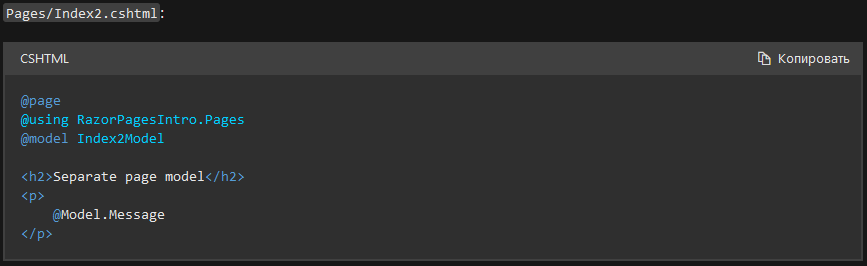 Pages/Index2.cshtml:
CSHTML
Копировать
@page
@using RazorPagesIntro.Pages
@model Index2Model
<h2>Separate page model</h2>
<p>
    @Model.Message
</p>